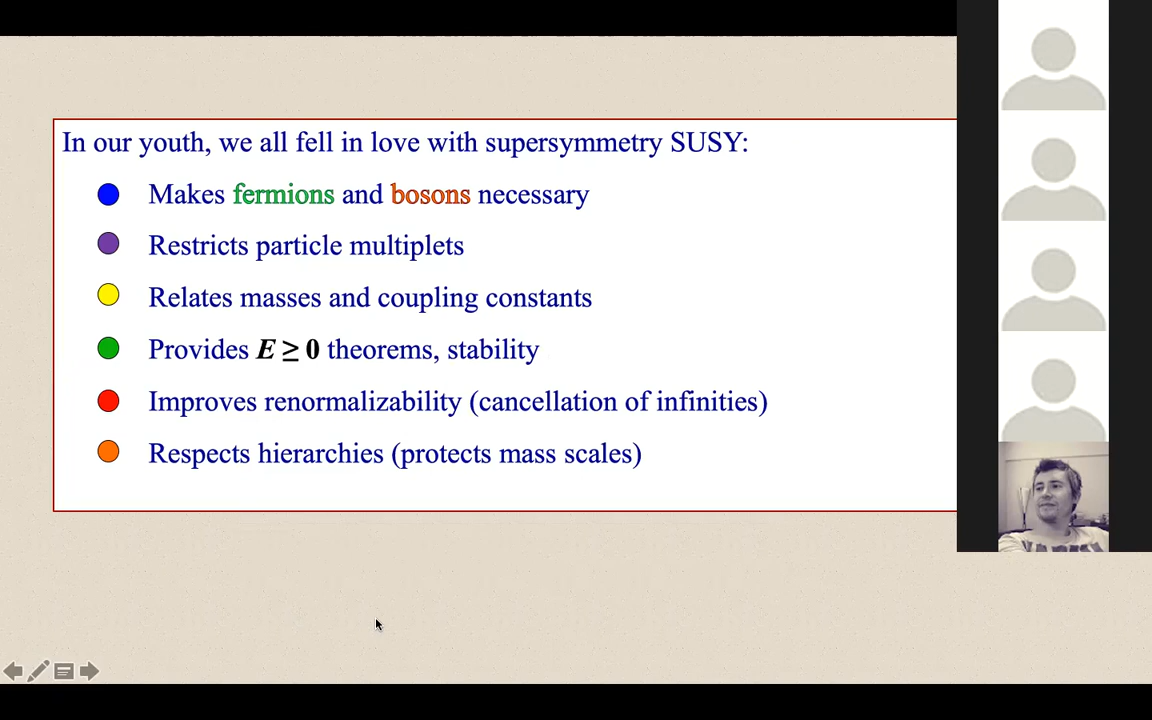 In our youth, we all fell in love with supersymmetry SUSY:
Makes fermions and bosons necessary
Restricts particle multiplets
Relates masses and coupling constants
Provides E ≥ 0 theorems, stability
Improves renormalizability (cancellation of infinities)
Respects hierarchies (protects mass scales)